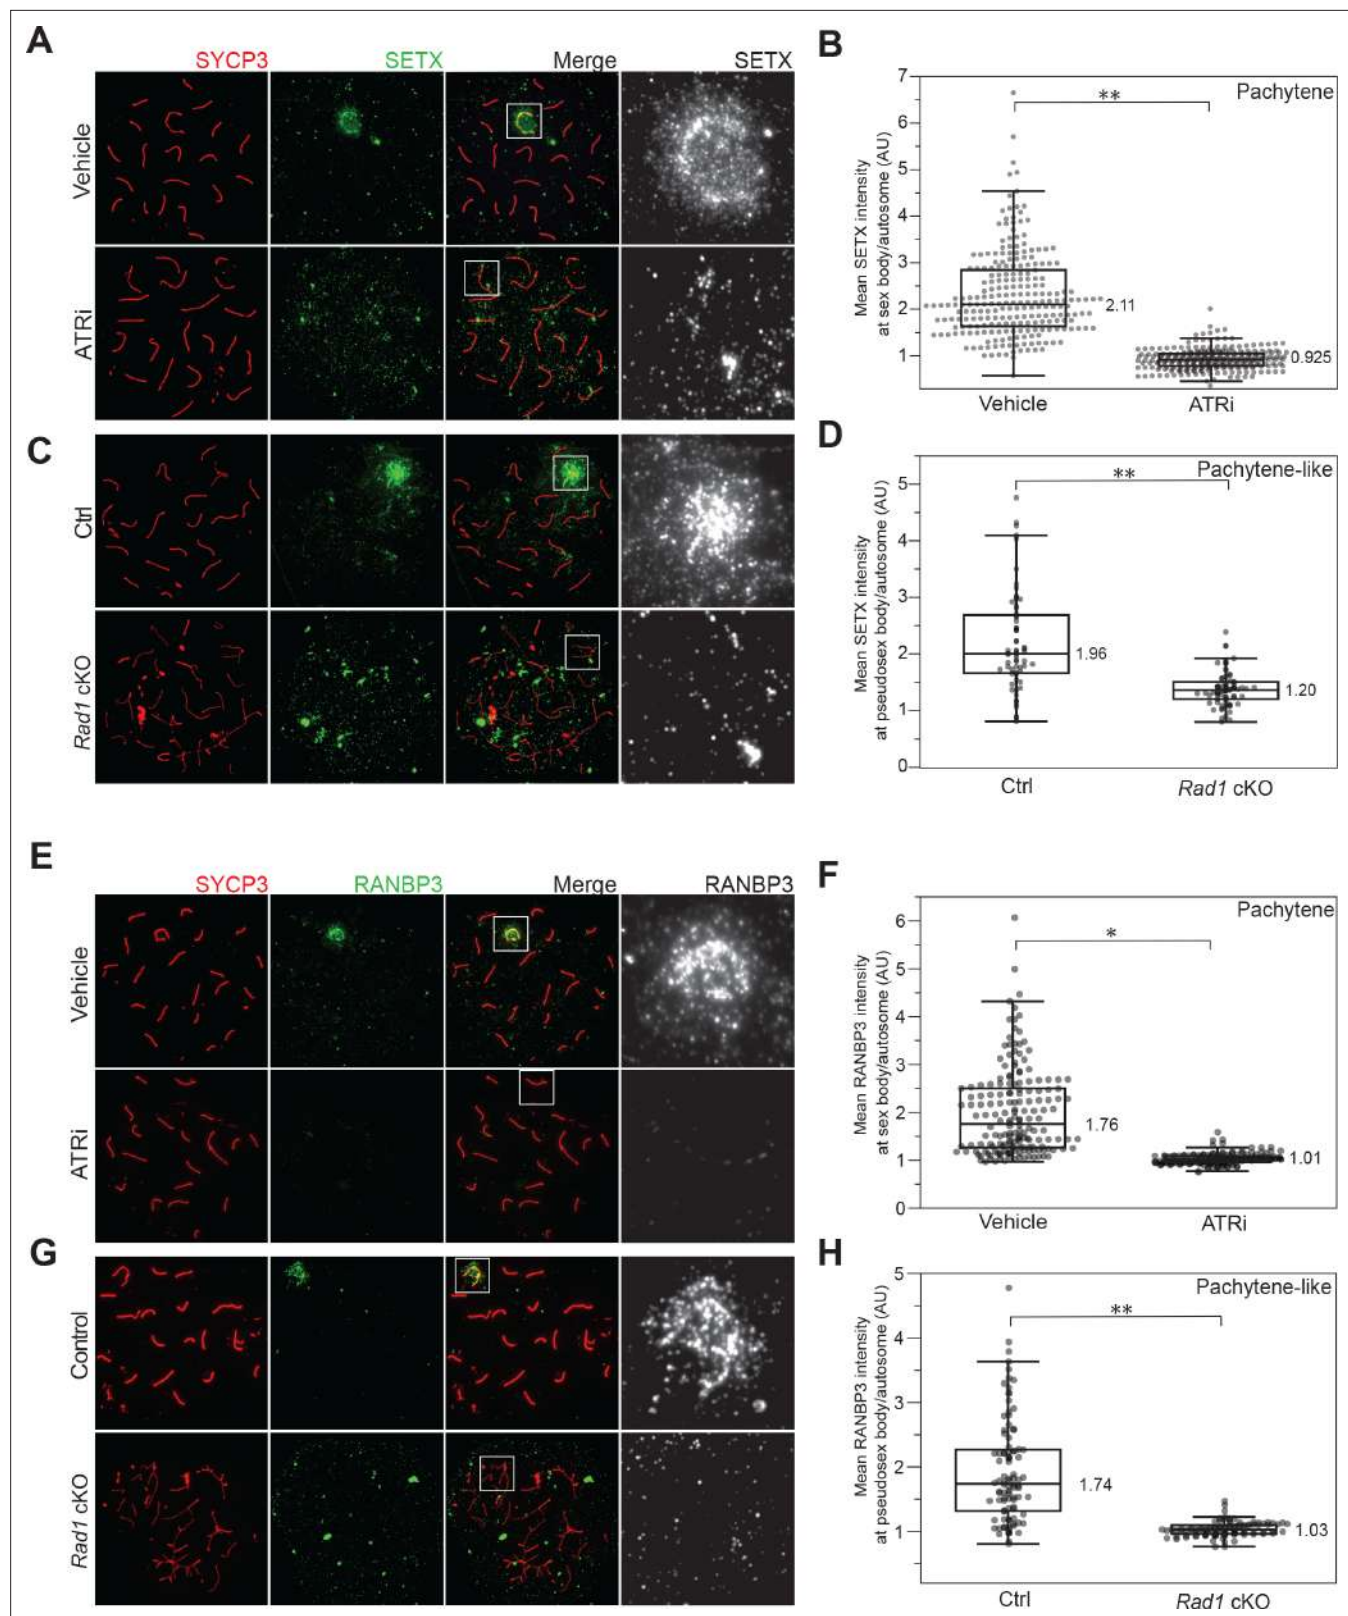 A
SYCP3 SETX Merge SETX
Vehicle
ATRi
B
Pachytene
Mean SETX intensity
at sex body/autosome (AU)
7
6
5
4
3
2
1
**
2.11
0.925
Vehicle ATRi
C
Ctrl
Rad1 cKO
D
Pachytene-like
Mean SETX intensity
at pseudosex body/autosome (AU)
5
4
3
2
1
0
**
1.96
1.20
Ctrl Rad1 cKO
E
SYCP3 RANBP3 Merge RANBP3
Vehicle
ATRi
F
Pachytene
Mean RANBP3 intensity
at sex body/autosome (AU)
6
5
4
3
2
1
0
*
1.76
1.01
Vehicle ATRi
G
Control
Rad1 cKO
H
Pachytene-like
Mean RANBP3 intensity
at pseudosex body/autosome (AU)
5
4
3
2
1
**
1.74
1.03
Ctrl Rad1 cKO